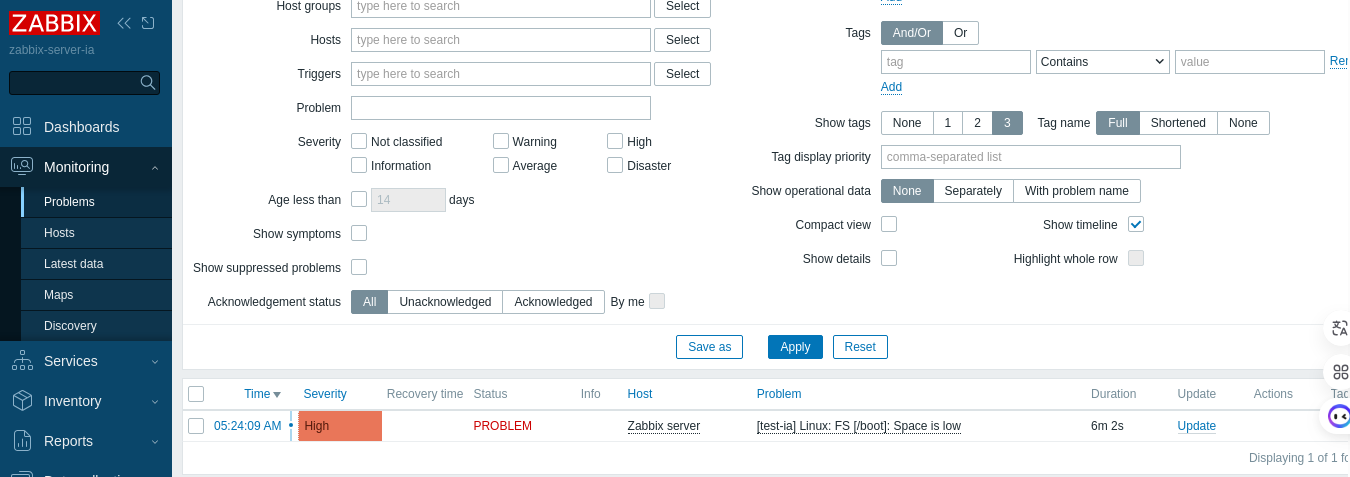 ZABBIX
zabbix-server-ia
Dashboards
Monitoring
Problems
Hosts
Latest data
Maps
Discovery
Services
Inventory
Reports
Host groups type here to search Select
Hosts type here to search Select
Triggers type here to search Select
Problem
Severity Not classified Warning High
Information Average Disaster
Age less than 14 days
Show symptoms
Show suppressed problems
Acknowledgement status All Unacknowledged Acknowledged By me
Tags And/Or Or
tag Contains value
Add
Show tags None 1 2 3 Tag name Full Shortened None
Tag display priority comma-separated list
Show operational data None Separately With problem name
Compact view Show timeline
Show details Highlight whole row
Save as Apply Reset
Time Severity Recovery time Status Info Host Problem Duration Update Actions
05:24:09 AM High PROBLEM Zabbix server [test-ia] Linux: FS [/boot]: Space is low 6m 2s Update
Displaying 1 of 1